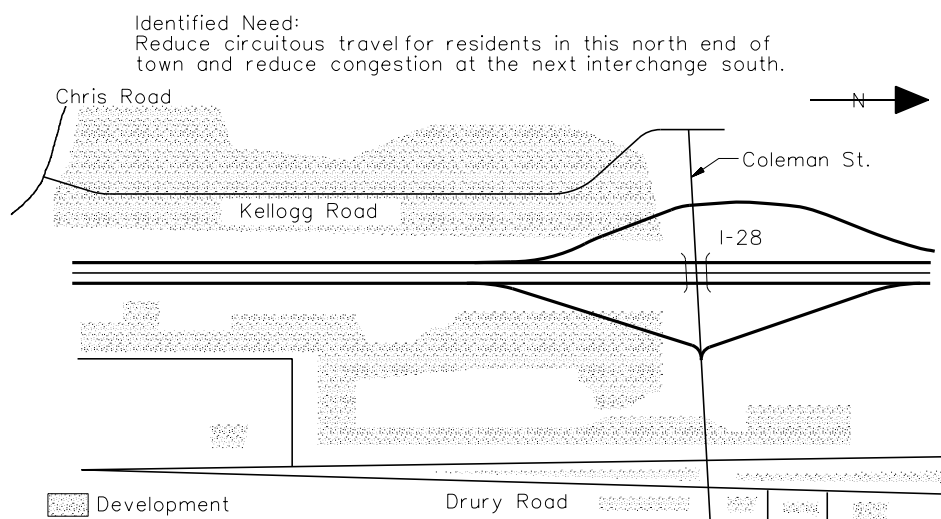 Identified Need:
Reduce circuitous travel for residents in this north end of
town and reduce congestion at the next interchange south.
Chris Road
N
Coleman St.
Kellogg Road
I-28
Development
Drury Road